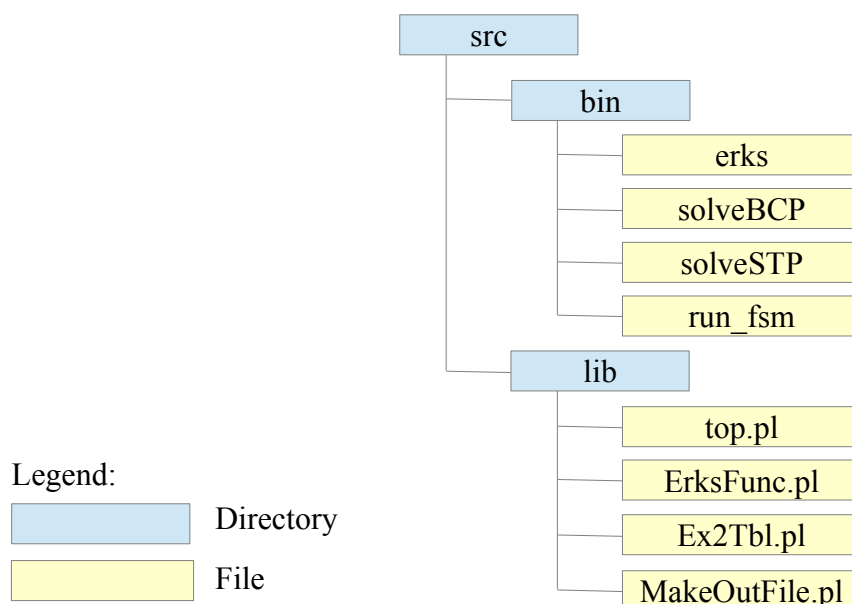 src
bin
erks
solveBCP
solveSTP
run_fsm
lib
top.pl
ErksFunc.pl
Ex2Tbl.pl
MakeOutFile.pl
Legend:
Directory
File